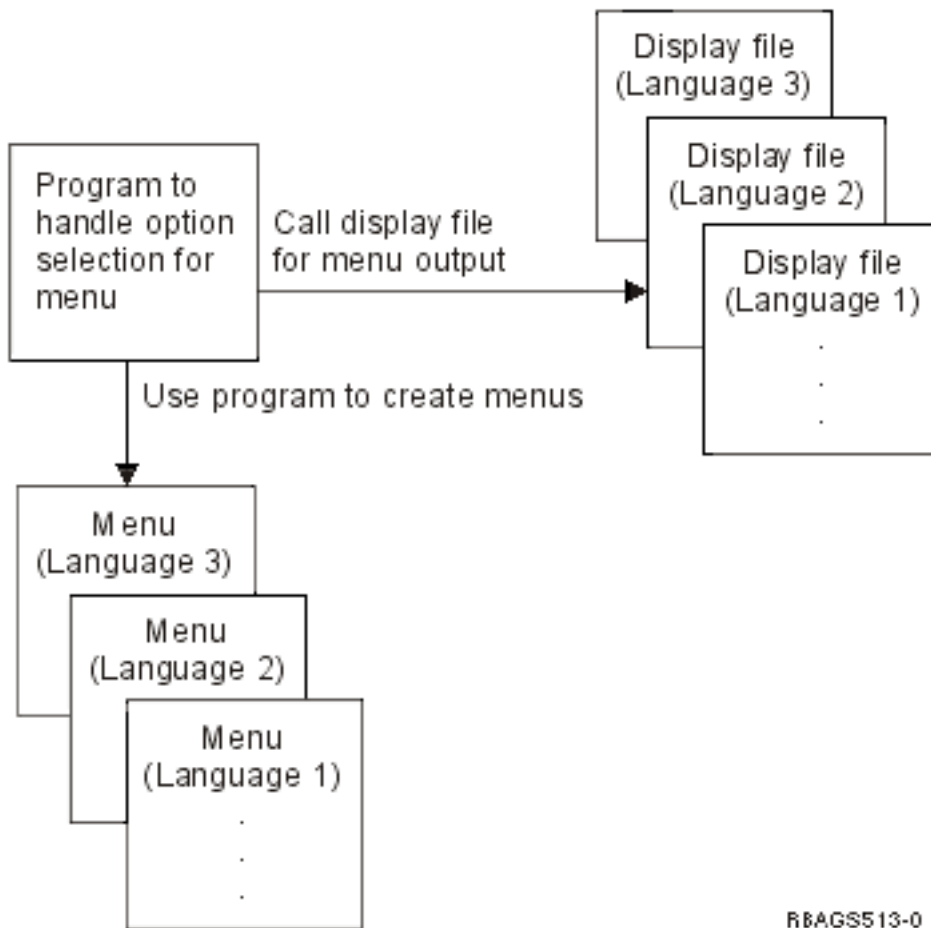 Program to
handle option
selection for
menu
Call display file
for menu output
Display file
(Language 3)
Display file
(Language 2)
Display file
(Language 1)
.
.
.
Use program to create menus
Menu
(Language 3)
Menu
(Language 2)
Menu
(Language 1)
.
.
.
RBAGS513-0